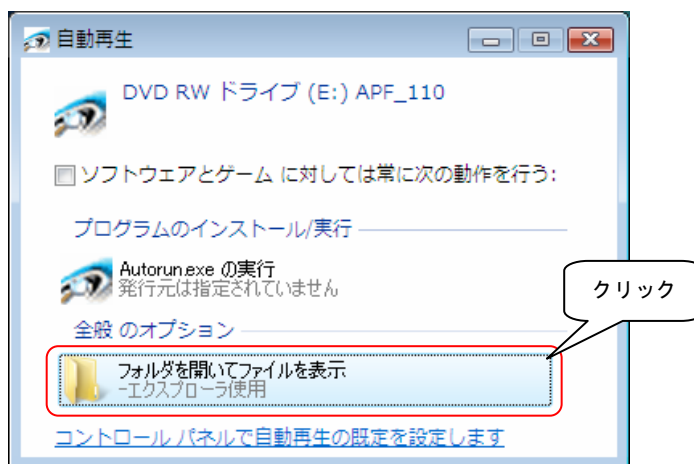 自動再生
DVD RW ドライブ (E:) APF_110
ソフトウェアとゲーム に対しては常に次の動作を行う:
プログラムのインストール/実行
Autorun.exe の実行
発行元は指定されていません
クリック
全般 のオプション
フォルダを開いてファイルを表示
-エクスプローラ使用
コントロール パネルで自動再生の既定を設定します